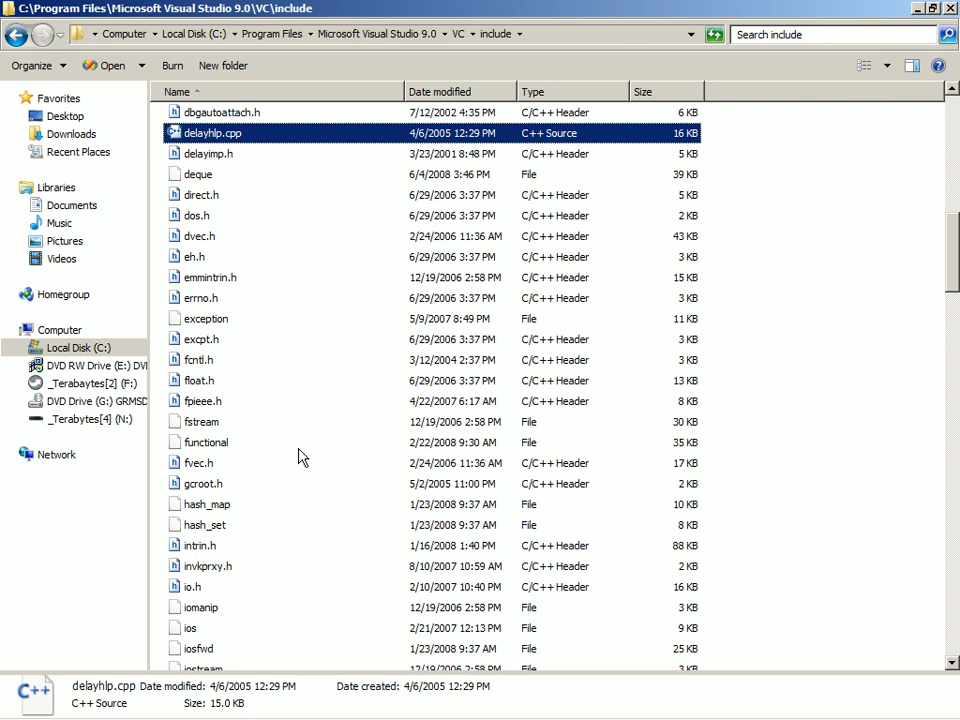 C:\Program Files\Microsoft Visual Studio 9.0\VC\include
Computer Local Disk (C:) Program Files Microsoft Visual Studio 9.0 VC include
Search include
Organize Open Burn New folder
Name Date modified Type Size
Favorites
Desktop
Downloads
Recent Places
Libraries
Documents
Music
Pictures
Videos
Homegroup
Computer
Local Disk (C:)
DVD RW Drive (E:) DVI
_Terabaytes[2] (F:)
DVD Drive (G:) GRMSD
_Terabytes[4] (N:)
Network
dbgautoattach.h 7/12/2002 4:35 PM C/C++ Header 6 KB
delayhlp.cpp 4/6/2005 12:29 PM C++ Source 16 KB
delayimp.h 3/23/2001 8:48 PM C/C++ Header 5 KB
deque 6/4/2008 3:46 PM File 39 KB
direct.h 6/29/2006 3:37 PM C/C++ Header 5 KB
dos.h 6/29/2006 3:37 PM C/C++ Header 2 KB
dvec.h 2/24/2006 11:36 AM C/C++ Header 43 KB
eh.h 6/29/2006 3:37 PM C/C++ Header 3 KB
emmintrin.h 12/19/2006 2:58 PM C/C++ Header 15 KB
errno.h 6/29/2006 3:37 PM C/C++ Header 3 KB
exception 5/9/2007 8:49 PM File 11 KB
excpt.h 6/29/2006 3:37 PM C/C++ Header 3 KB
fcntl.h 3/12/2004 2:37 PM C/C++ Header 3 KB
float.h 6/29/2006 3:37 PM C/C++ Header 13 KB
fpieee.h 4/22/2007 6:17 AM C/C++ Header 8 KB
fstream 12/19/2006 2:58 PM File 30 KB
functional 2/22/2008 9:30 AM File 35 KB
fvec.h 2/24/2006 11:36 AM C/C++ Header 17 KB
gcroot.h 5/2/2005 11:00 PM C/C++ Header 2 KB
hash_map 1/23/2008 9:37 AM File 10 KB
hash_set 1/23/2008 9:37 AM File 8 KB
intrin.h 1/16/2008 1:40 PM C/C++ Header 88 KB
invkprxy.h 8/10/2007 10:59 AM C/C++ Header 2 KB
io.h 2/10/2007 10:40 PM C/C++ Header 16 KB
iomanip 12/19/2006 2:58 PM File 3 KB
ios 2/21/2007 12:13 PM File 9 KB
iosfwd 1/23/2008 9:37 AM File 25 KB
iostream 12/19/2006 2:58 PM File 3 KB
C++
delayhlp.cpp Date modified: 4/6/2005 12:29 PM Date created: 4/6/2005 12:29 PM
C++ Source Size: 15.0 KB